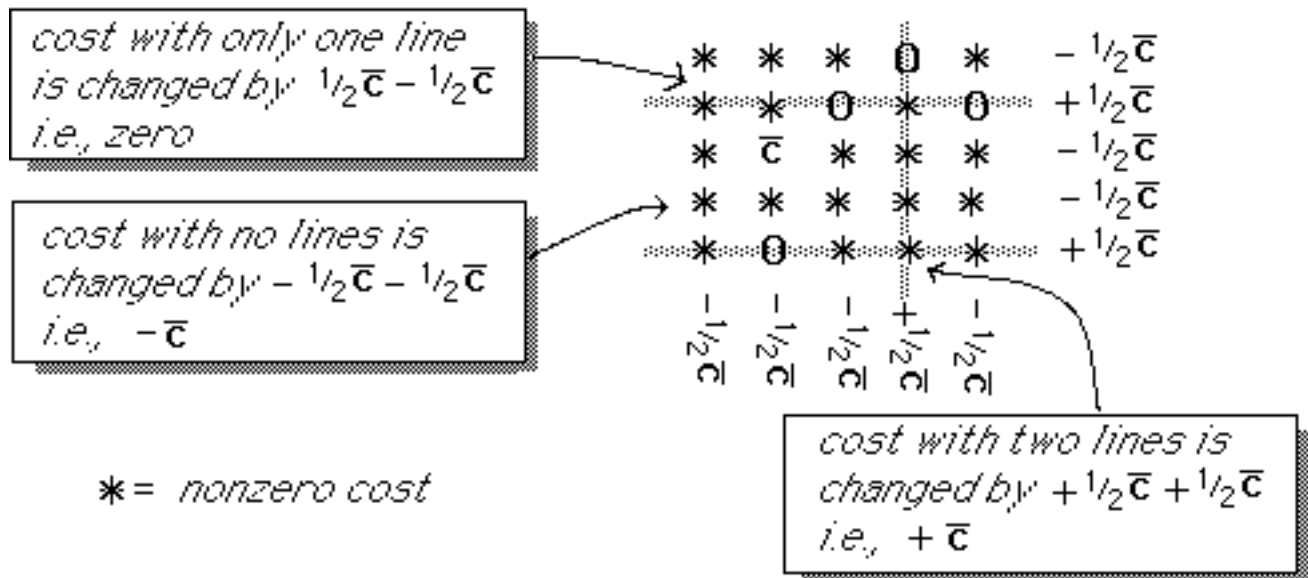 cost with only one line
is changed by ¹/₂c̄ − ¹/₂c̄
i.e., zero
* * * 0 * − ¹/₂c̄
* * 0 * 0 + ¹/₂c̄
* c̄ * * * − ¹/₂c̄
* * * * * − ¹/₂c̄
* 0 * * * + ¹/₂c̄
cost with no lines is
changed by − ¹/₂c̄ − ¹/₂c̄
i.e., − c̄
− ¹/₂c̄
− ¹/₂c̄
− ¹/₂c̄
+ ¹/₂c̄
− ¹/₂c̄
cost with two lines is
changed by + ¹/₂c̄ + ¹/₂c̄
i.e., + c̄
* = nonzero cost